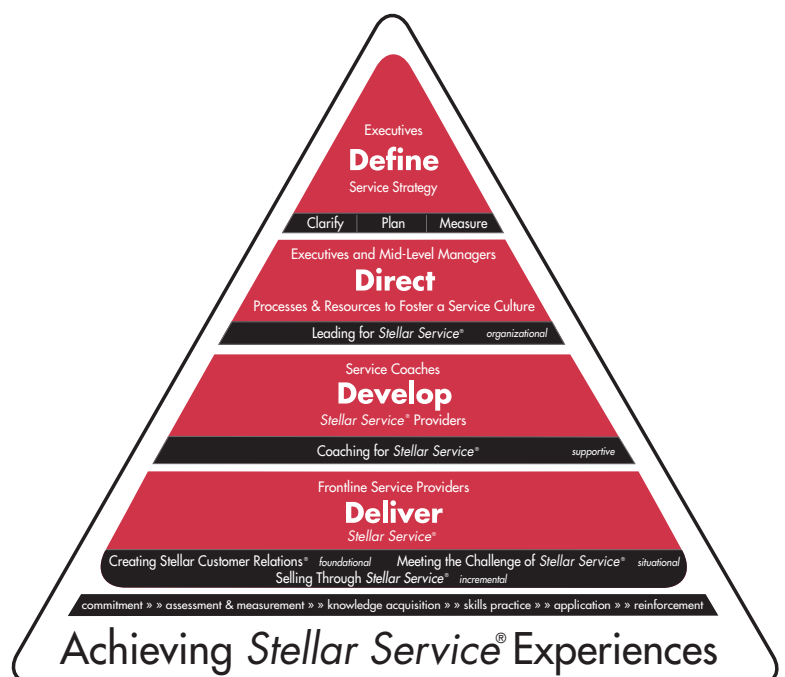 Executives
Define
Service Strategy
Clarify Plan Measure
Executives and Mid-Level Managers
Direct
Processes & Resources to Foster a Service Culture
Leading for Stellar Service® organizational
Service Coaches
Develop
Stellar Service® Providers
Coaching for Stellar Service® supportive
Frontline Service Providers
Deliver
Stellar Service®
Creating Stellar Customer Relations® foundational Meeting the Challenge of Stellar Service® situational
Selling Through Stellar Service® incremental
commitment » » assessment & measurement » » knowledge acquisition » » skills practice » » application » » reinforcement
Achieving Stellar Service® Experiences